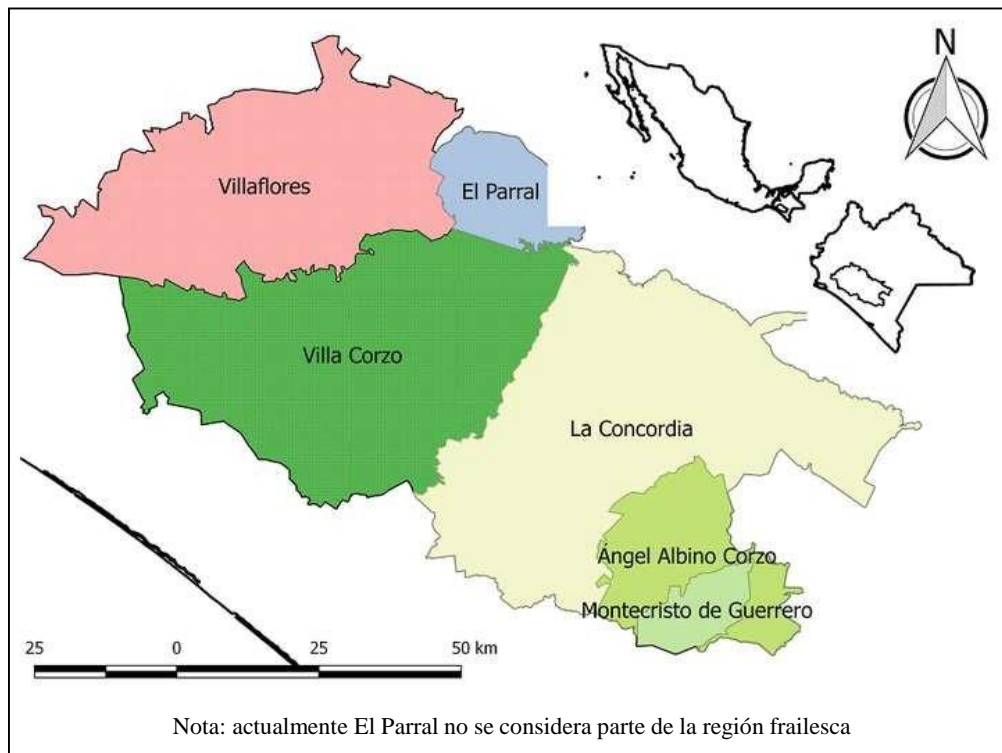 N
Villaflores
El Parral
Villa Corzo
La Concordia
Ángel Albino Corzo
Montecristo de Guerrero
25 0 25 50 km
Nota: actualmente El Parral no se considera parte de la región frailesca